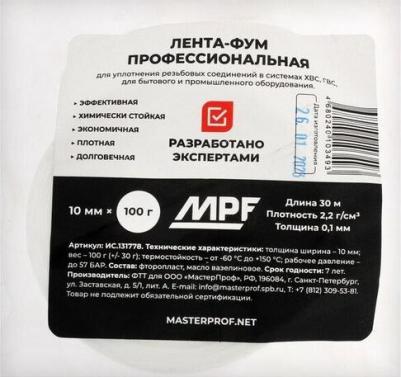 ЛЕНТА-ФУМ
ПРОФЕССИОНАЛЬНАЯ
для уплотнения резьбовых соединений в системах ХВС, ГВС,
для бытового и промышленного оборудования.
ЭФФЕКТИВНАЯ
ХИМИЧЕСКИ СТОЙКАЯ
ЭКОНОМИЧНАЯ
ПЛОТНАЯ
ДОЛГОВЕЧНАЯ
РАЗРАБОТАНО
ЭКСПЕРТАМИ
Дата изготовления
26.01.2025
4680240103493
10 мм × 100 г
MPF
Длина 30 м
Плотность 2,2 г/см³
Толщина 0,1 мм
Артикул: ИС.131778. Технические характеристики: толщина ширина – 10 мм;
вес – 100 г (+/- 30 г); термостойкость – от -60 °C до +150 °C; рабочее давление –
до 57 БАР. Состав: фторопласт, масло вазелиновое. Срок годности: 7 лет.
Производитель: ФТТ для ООО «МастерПроф», РФ, 196084, г. Санкт-Петербург,
ул. Заставская, д. 5/1, лит. А. E-mail: info@masterprof.spb.ru, Т: +7 (812) 309-53-81.
Товар не подлежит обязательной сертификации.
MASTERPROF.NET